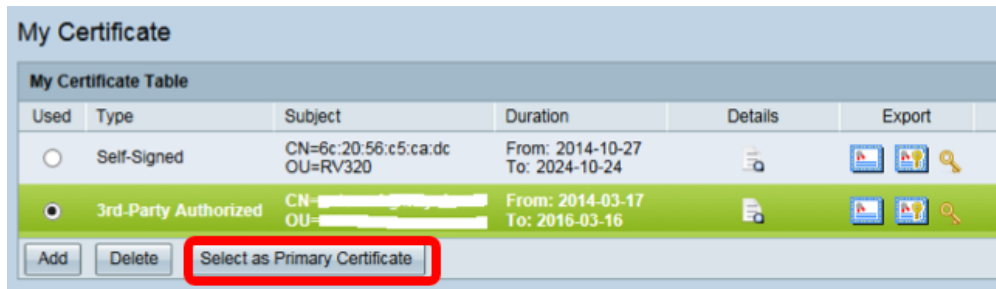 My Certificate
My Certificate Table
Used Type Subject Duration Details Export
Self-Signed CN=6c:20:56:c5:ca:dc From: 2014-10-27
OU=RV320 To: 2024-10-24
3rd-Party Authorized CN= From: 2014-03-17
OU= To: 2016-03-16
Add Delete Select as Primary Certificate